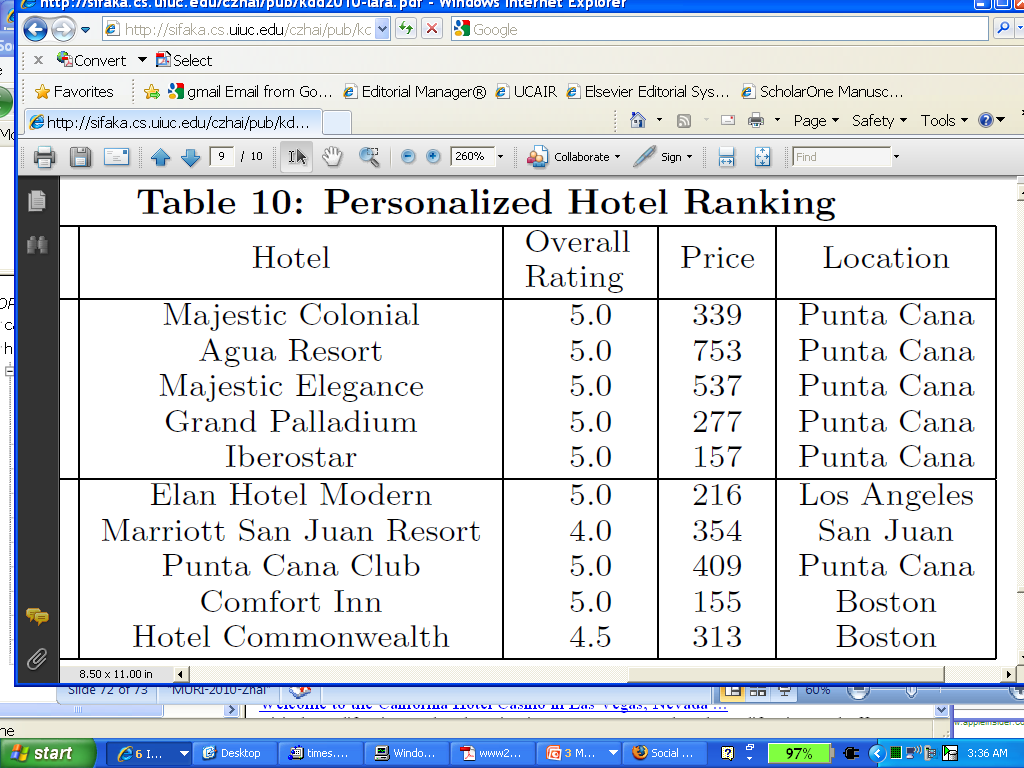 http://sifaka.cs.uiuc.edu/czhai/pub/kdd2010-lara.pdf - Windows Internet Explorer
http://sifaka.cs.uiuc.edu/czhai/pub/kc
Google
x Convert Select
Favorites gmail Email from Go... Editorial Manager® UCAIR Elsevier Editorial Sys... ScholarOne Manusc...
http://sifaka.cs.uiuc.edu/czhai/pub/kd... Page Safety Tools
9 / 10 260% Collaborate Sign Find
Table 10: Personalized Hotel Ranking
Hotel Overall Rating Price Location
Majestic Colonial 5.0 339 Punta Cana
Agua Resort 5.0 753 Punta Cana
Majestic Elegance 5.0 537 Punta Cana
Grand Palladium 5.0 277 Punta Cana
Iberostar 5.0 157 Punta Cana
Elan Hotel Modern 5.0 216 Los Angeles
Marriott San Juan Resort 4.0 354 San Juan
Punta Cana Club 5.0 409 Punta Cana
Comfort Inn 5.0 155 Boston
Hotel Commonwealth 4.5 313 Boston
8.50 x 11.00 in
Slide 72 of 73 "MURI-2010-Zhai" 60%
Welcome to the California Hotel Casino in Las Vegas, Nevada ...
start 6 I... Desktop times.... Windo... www2... 3 M... Social ... 97% 3:36 AM